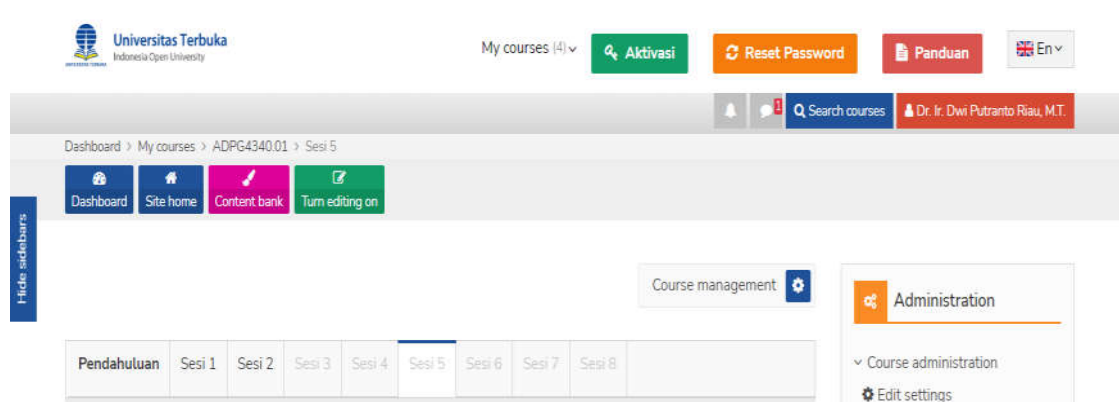 Universitas Terbuka
Indonesia Open University
UNIVERSITAS TERBUKA
My courses (4)
Aktivasi
Reset Password
Panduan
En
1
Search courses
Dr. Ir. Dwi Putranto Riau, M.T.
Dashboard > My courses > ADPG4340.01 > Sesi 5
Dashboard
Site home
Content bank
Turn editing on
Hide sidebars
Course management
Administration
Pendahuluan Sesi 1 Sesi 2 Sesi 3 Sesi 4 Sesi 5 Sesi 6 Sesi 7 Sesi 8
Course administration
Edit settings